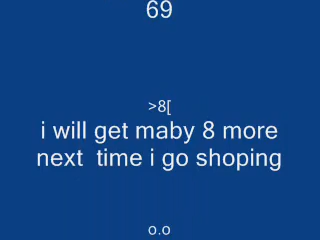 69
>8[
i will get maby 8 more
next  time i go shoping
o.o